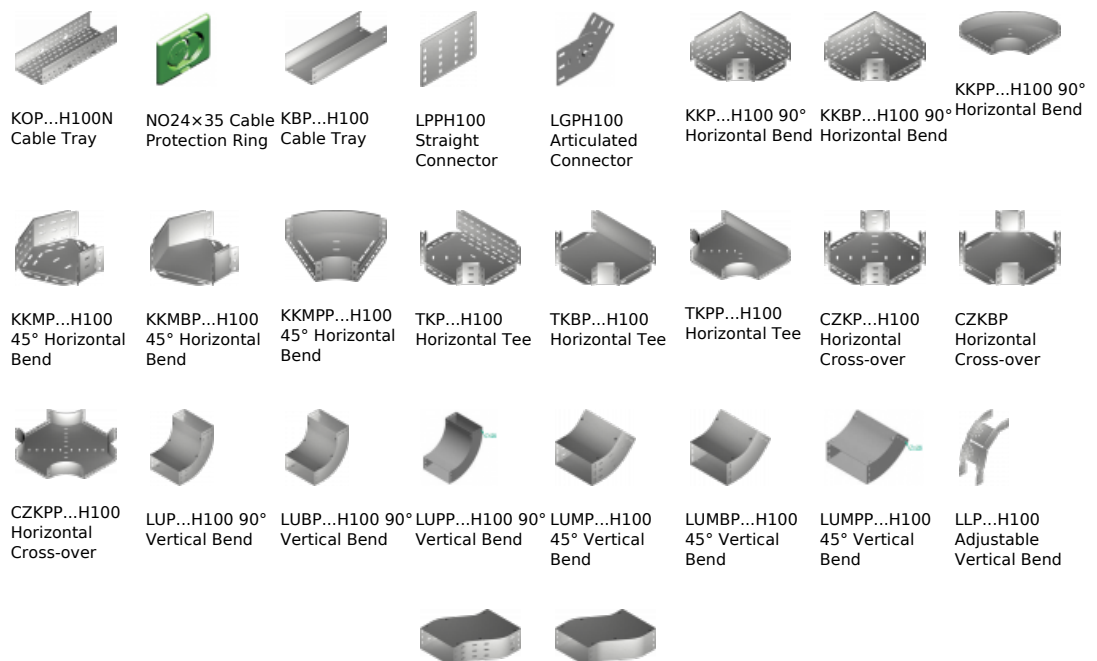 KOP...H100N
Cable Tray
NO24×35 Cable
Protection Ring
KBP...H100
Cable Tray
LPPH100
Straight
Connector
LGPH100
Articulated
Connector
KKP...H100 90°
Horizontal Bend
KKBP...H100 90°
Horizontal Bend
KKPP...H100 90°
Horizontal Bend
KKMP...H100
45° Horizontal
Bend
KKMBP...H100
45° Horizontal
Bend
KKMPP...H100
45° Horizontal
Bend
TKP...H100
Horizontal Tee
TKBP...H100
Horizontal Tee
TKPP...H100
Horizontal Tee
CZKP...H100
Horizontal
Cross-over
CZKBP
Horizontal
Cross-over
CZKPP...H100
Horizontal
Cross-over
LUP...H100 90°
Vertical Bend
LUBP...H100 90°
Vertical Bend
LUPP...H100 90°
Vertical Bend
LUMP...H100
45° Vertical
Bend
LUMBP...H100
45° Vertical
Bend
LUMPP...H100
45° Vertical
Bend
LLP...H100
Adjustable
Vertical Bend